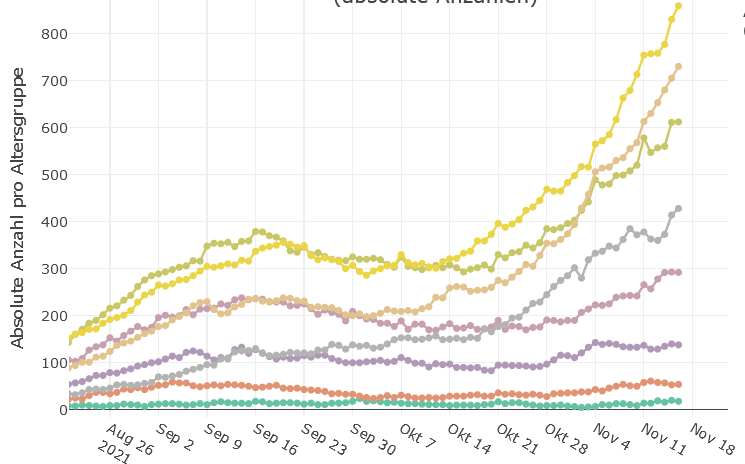 (absolute Anzahlen)
Absolute Anzahl pro Altersgruppe
800
700
600
500
400
300
200
100
0
Aug 26
2021
Sep 2
Sep 9
Sep 16
Sep 23
Sep 30
Okt 7
Okt 14
Okt 21
Okt 28
Nov 4
Nov 11
Nov 18